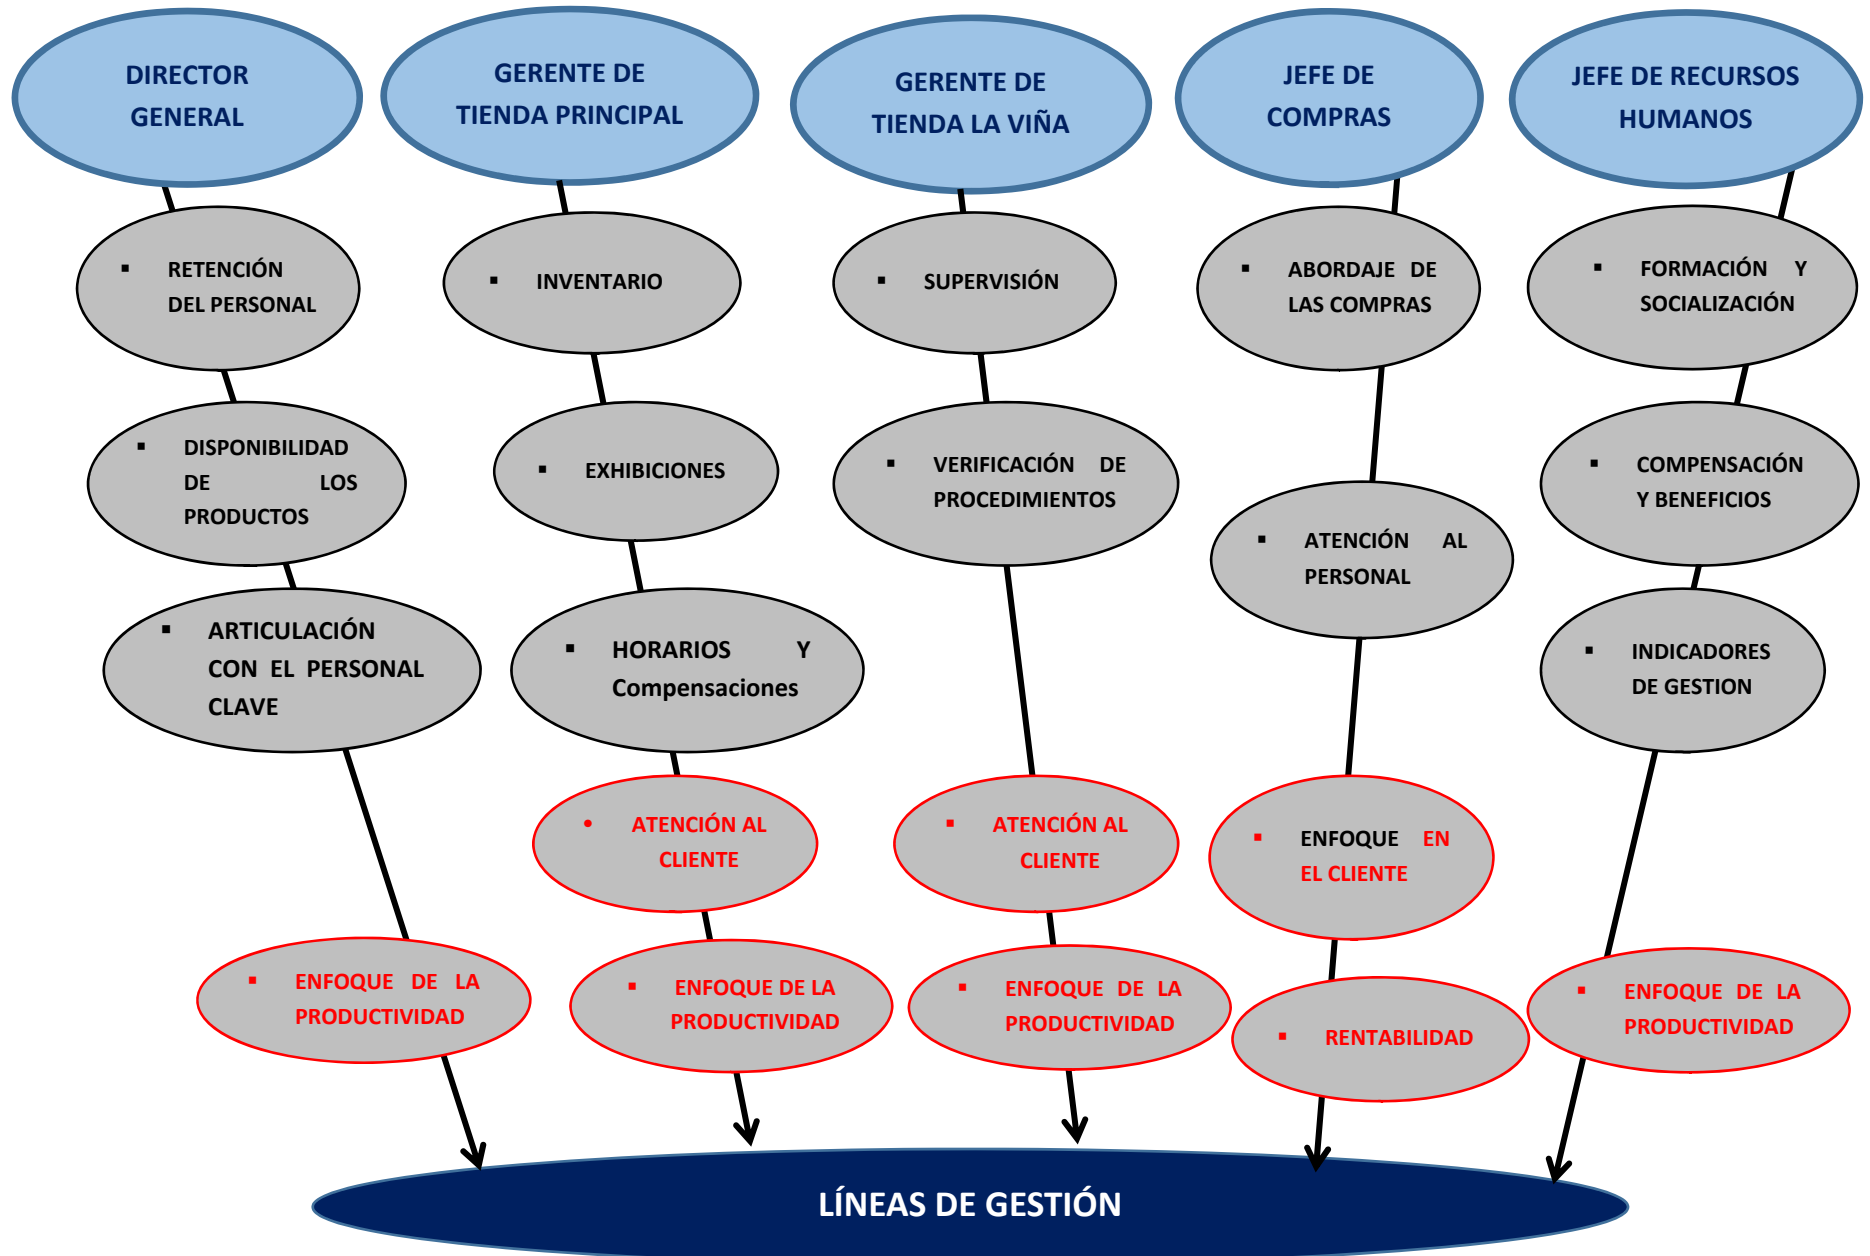 DIRECTOR
GENERAL
▪ RETENCIÓN
DEL PERSONAL
▪ DISPONIBILIDAD
DE LOS
PRODUCTOS
▪ ARTICULACIÓN
CON EL PERSONAL
CLAVE
▪ ENFOQUE DE LA
PRODUCTIVIDAD
GERENTE DE
TIENDA PRINCIPAL
▪ INVENTARIO
▪ EXHIBICIONES
▪ HORARIOS Y
Compensaciones
• ATENCIÓN AL
CLIENTE
▪ ENFOQUE DE LA
PRODUCTIVIDAD
GERENTE DE
TIENDA LA VIÑA
▪ SUPERVISIÓN
▪ VERIFICACIÓN DE
PROCEDIMIENTOS
▪ ATENCIÓN AL
CLIENTE
▪ ENFOQUE DE LA
PRODUCTIVIDAD
JEFE DE
COMPRAS
▪ ABORDAJE DE
LAS COMPRAS
▪ ATENCIÓN AL
PERSONAL
▪ ENFOQUE EN
EL CLIENTE
▪ RENTABILIDAD
JEFE DE RECURSOS
HUMANOS
▪ FORMACIÓN Y
SOCIALIZACIÓN
▪ COMPENSACIÓN
Y BENEFICIOS
▪ INDICADORES
DE GESTION
▪ ENFOQUE DE LA
PRODUCTIVIDAD
LÍNEAS DE GESTIÓN